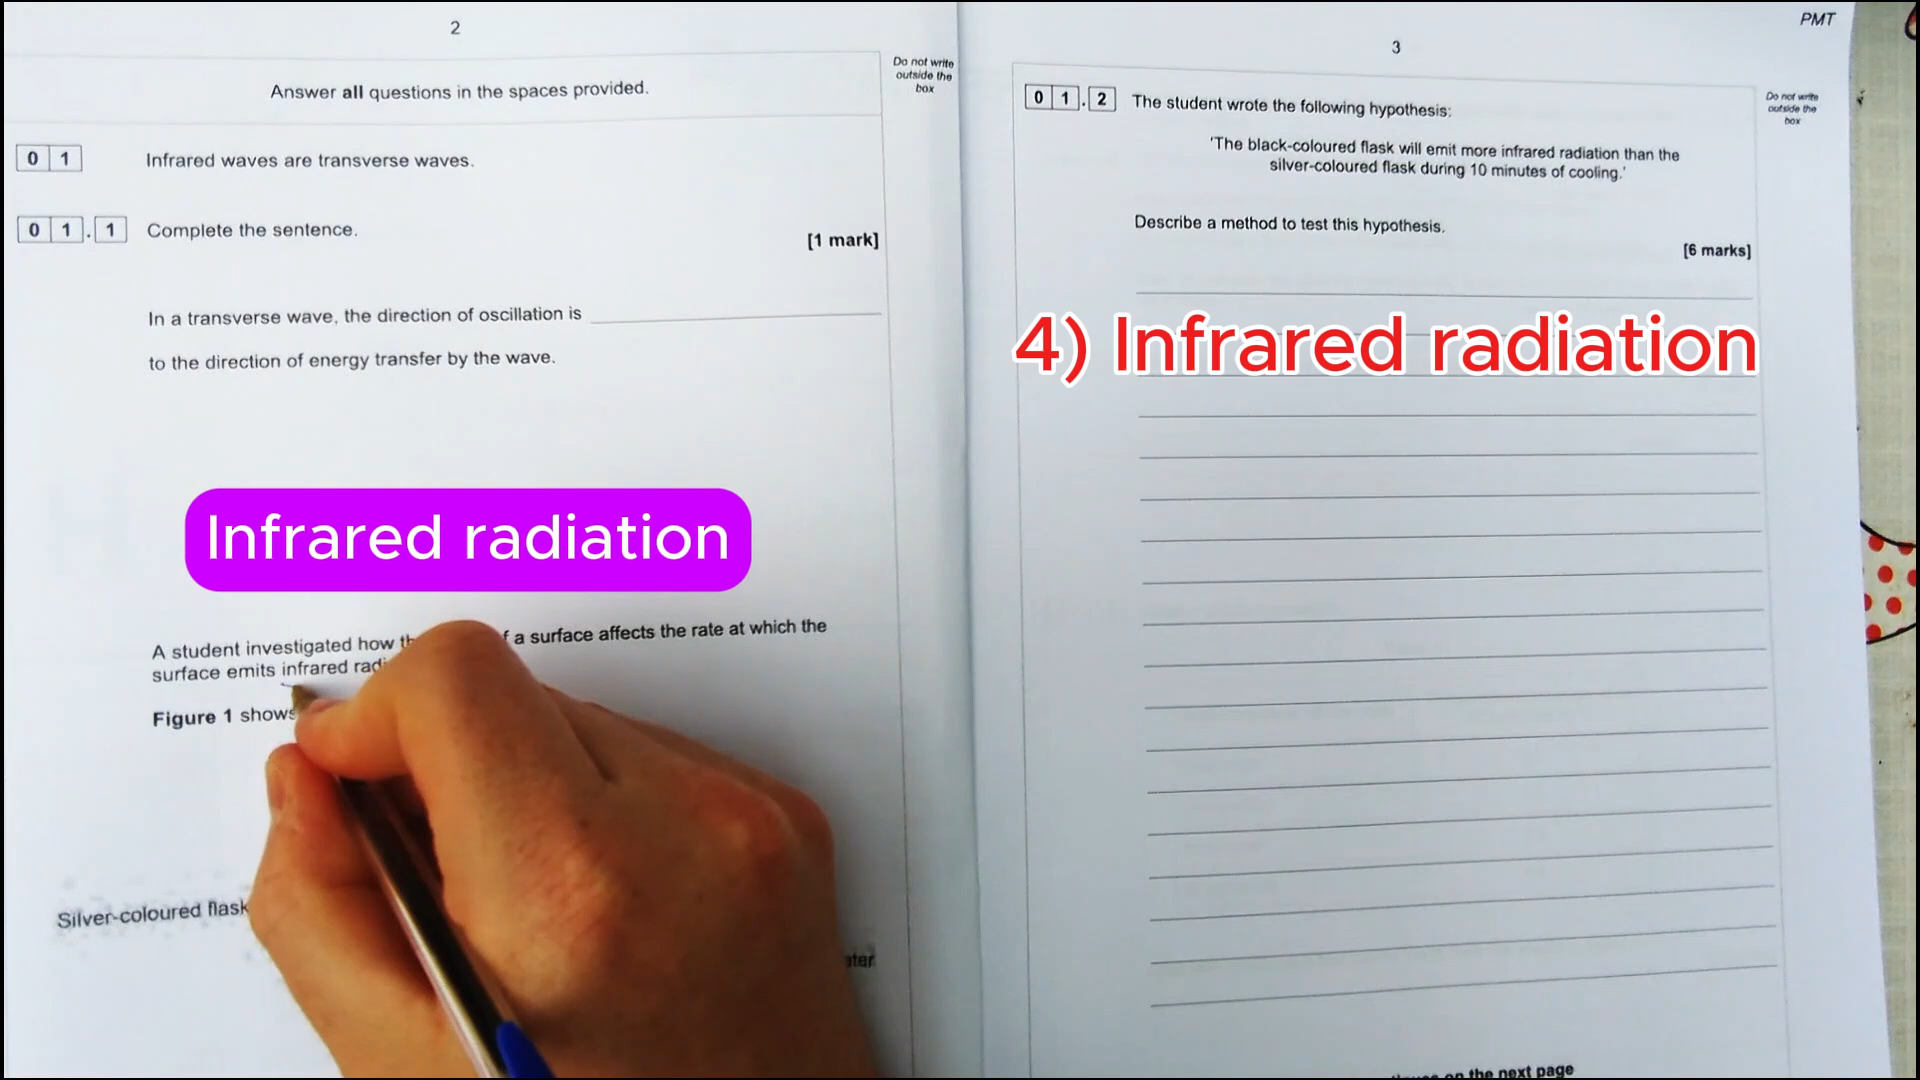 2
Do not write
outside the
box
Answer all questions in the spaces provided.
0 1
Infrared waves are transverse waves.
0 1 . 1
Complete the sentence.
[1 mark]
In a transverse wave, the direction of oscillation is
to the direction of energy transfer by the wave.
Infrared radiation
A student investigated how a surface affects the rate at which the
surface emits infrared
Figure 1 shows
Silver-coloured flask
PMT
3
Do not write
outside the
box
0 1 . 2
The student wrote the following hypothesis:
'The black-coloured flask will emit more infrared radiation than the
silver-coloured flask during 10 minutes of cooling.'
Describe a method to test this hypothesis.
[6 marks]
4) Infrared radiation
on the next page